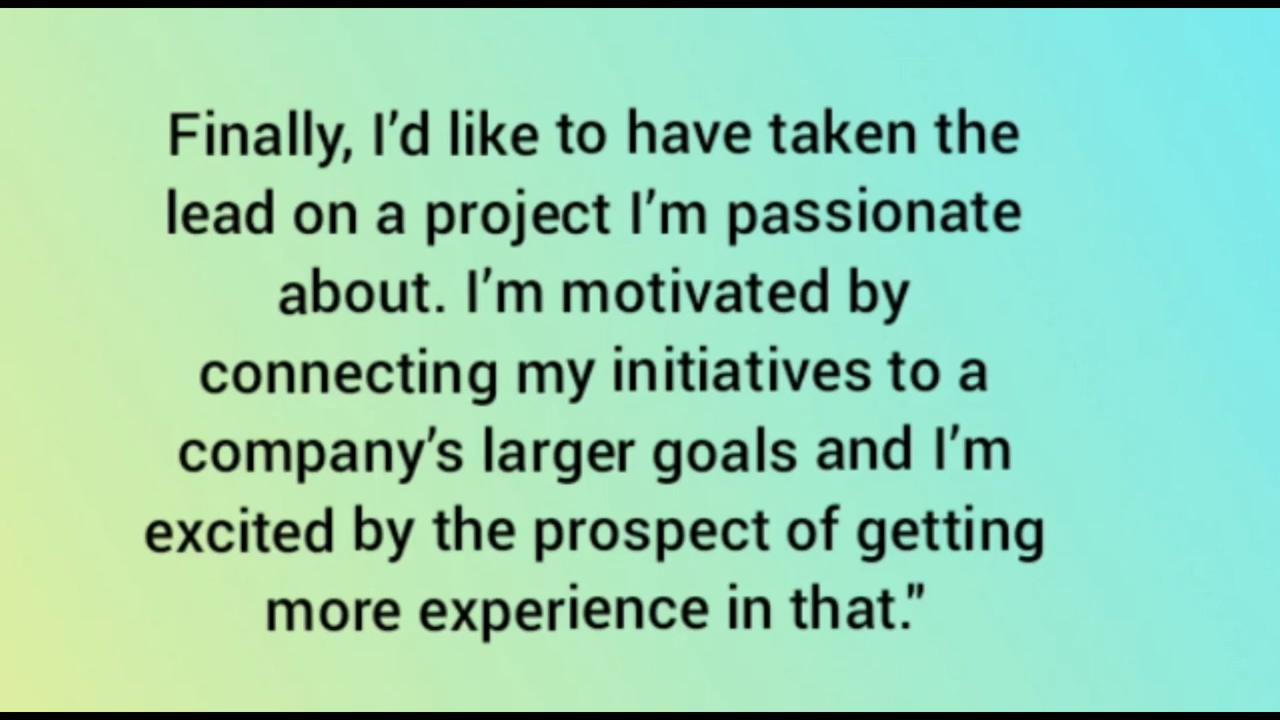 Finally, I’d like to have taken the
lead on a project I’m passionate
about. I’m motivated by
connecting my initiatives to a
company’s larger goals and I’m
excited by the prospect of getting
more experience in that.”